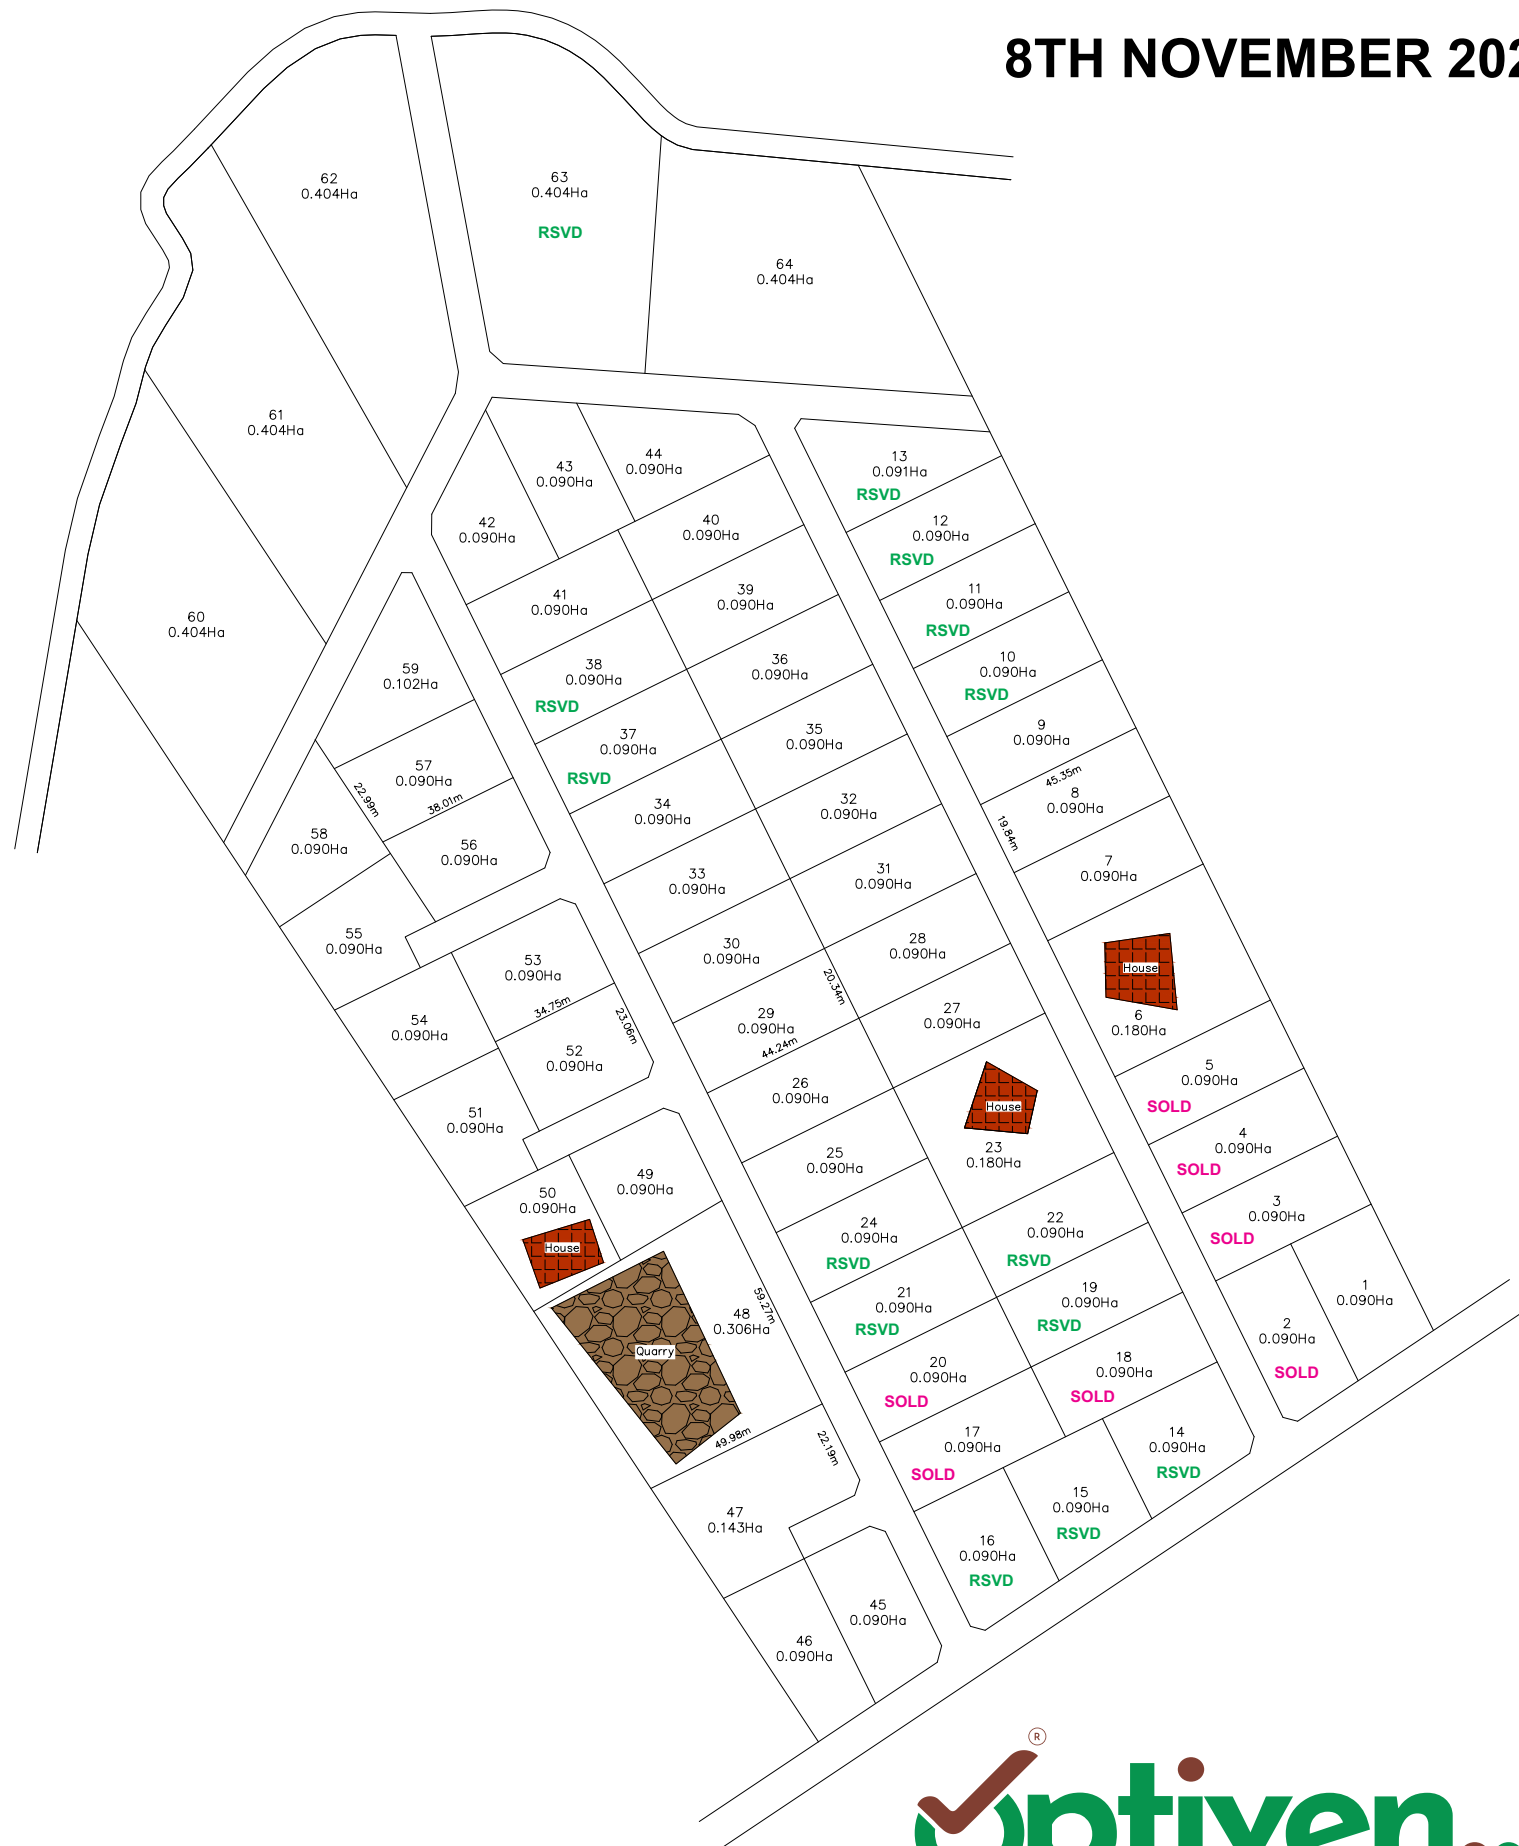 8TH NOVEMBER 202
62
0.404Ha
63
0.404Ha
RSVD
64
0.404Ha
61
0.404Ha
60
0.404Ha
44
0.090Ha
43
0.090Ha
42
0.090Ha
13
0.091Ha
RSVD
40
0.090Ha
12
0.090Ha
RSVD
41
0.090Ha
39
0.090Ha
11
0.090Ha
RSVD
59
0.102Ha
38
0.090Ha
RSVD
36
0.090Ha
10
0.090Ha
RSVD
37
0.090Ha
RSVD
35
0.090Ha
9
0.090Ha
57
0.090Ha
22.99m
38.01m
45.35m
34
0.090Ha
32
0.090Ha
8
0.090Ha
19.84m
58
0.090Ha
56
0.090Ha
33
0.090Ha
31
0.090Ha
7
0.090Ha
55
0.090Ha
53
0.090Ha
30
0.090Ha
28
0.090Ha
House
6
0.180Ha
20.34m
34.75m
23.06m
54
0.090Ha
29
0.090Ha
27
0.090Ha
44.24m
52
0.090Ha
26
0.090Ha
5
0.090Ha
SOLD
House
23
0.180Ha
51
0.090Ha
4
0.090Ha
SOLD
25
0.090Ha
49
0.090Ha
50
0.090Ha
House
3
0.090Ha
SOLD
24
0.090Ha
RSVD
22
0.090Ha
RSVD
1
0.090Ha
21
0.090Ha
RSVD
19
0.090Ha
RSVD
59.27m
48
0.306Ha
Quarry
2
0.090Ha
SOLD
20
0.090Ha
SOLD
18
0.090Ha
SOLD
49.98m
22.19m
17
0.090Ha
SOLD
14
0.090Ha
RSVD
15
0.090Ha
RSVD
47
0.143Ha
16
0.090Ha
RSVD
45
0.090Ha
46
0.090Ha
®
Optiven